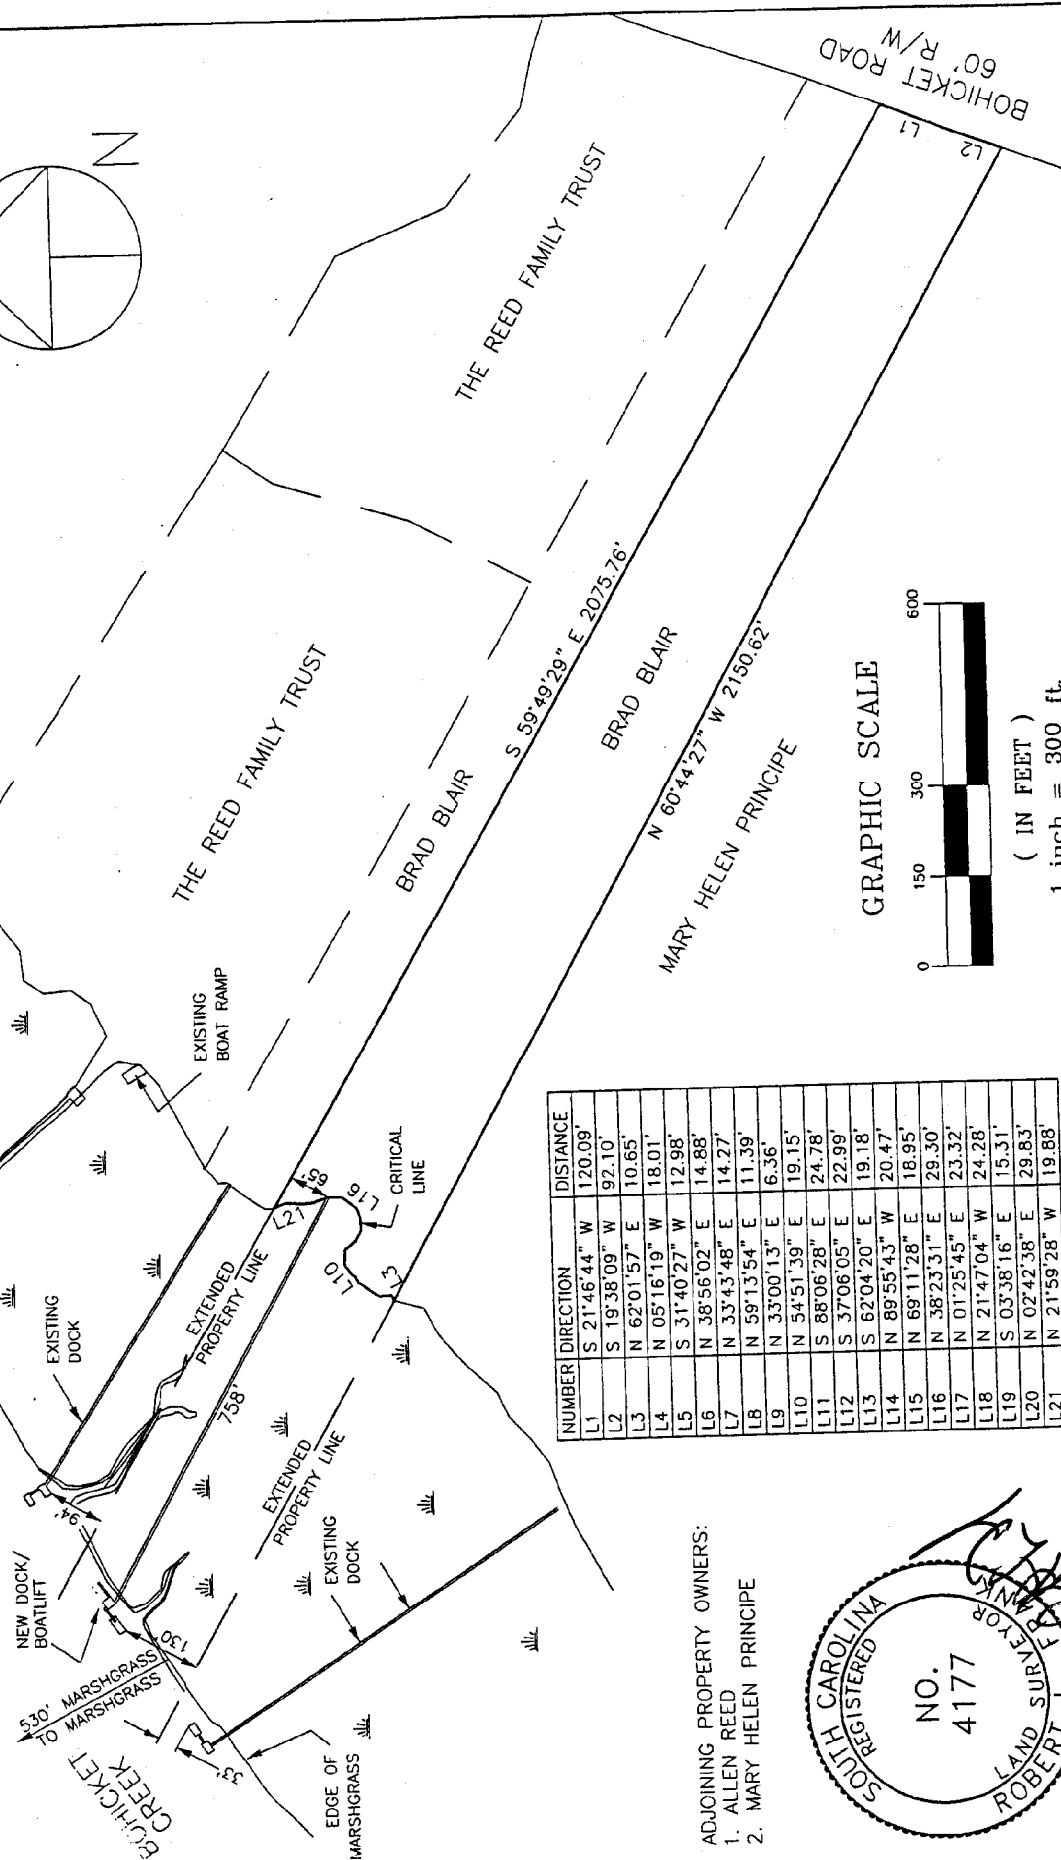 N
BOHICKET ROAD
60' R/W
L1
L2
THE REED FAMILY TRUST
THE REED FAMILY TRUST
S 59°49'29" E 2075.76'
BRAD BLAIR
BRAD BLAIR
N 60°44'27" W 2150.62'
MARY HELEN PRINCIPE
EXISTING
BOAT RAMP
CRITICAL
LINE
65'
L21
L16
L10
L3
EXISTING
DOCK
EXTENDED
PROPERTY LINE
758'
EXTENDED
PROPERTY LINE
EXISTING
DOCK
NEW DOCK/
BOATLIFT
94'
130'
33'
530' MARSHGRASS
TO MARSHGRASS
BOHICKET
CREEK
EDGE OF
MARSHGRASS
GRAPHIC SCALE
0 150 300 600
( IN FEET )
1 inch = 300 ft.
NUMBER DIRECTION DISTANCE
L1 S 21°46'44" W 120.09'
L2 S 19°38'09" W 92.10'
L3 N 62°01'57" E 10.65'
L4 N 05°16'19" W 18.01'
L5 S 31°40'27" W 12.98'
L6 N 38°56'02" E 14.88'
L7 N 33°43'48" E 14.27'
L8 N 59°13'54" E 11.39'
L9 N 33°00'13" E 6.36'
L10 N 54°51'39" E 19.15'
L11 S 88°06'28" E 24.78'
L12 S 37°06'05" E 22.99'
L13 S 62°04'20" E 19.18'
L14 N 89°55'43" W 20.47'
L15 N 69°11'28" E 18.95'
L16 N 38°23'31" E 29.30'
L17 N 01°25'45" E 23.32'
L18 N 21°47'04" W 24.28'
L19 S 03°38'16" E 15.31'
L20 N 02°42'38" E 29.83'
L21 N 21°59'28" W 19.88'
ADJOINING PROPERTY OWNERS:
1. ALLEN REED
2. MARY HELEN PRINCIPE
SOUTH CAROLINA
REGISTERED
NO.
4177
LAND SURVEYOR
ROBERT
FRANK